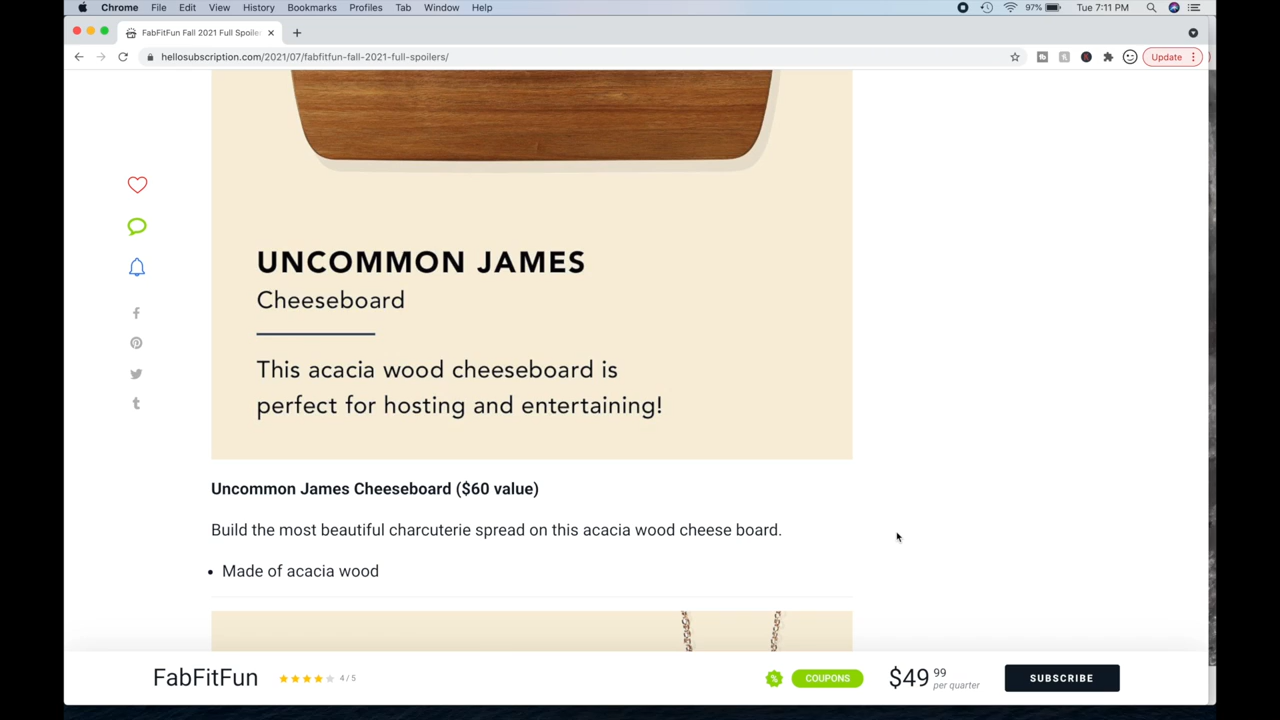 Chrome File Edit View History Bookmarks Profiles Tab Window Help 97% Tue 7:11 PM
FabFitFun Fall 2021 Full Spoiler
hellosubscription.com/2021/07/fabfitfun-fall-2021-full-spoilers/ Update
UNCOMMON JAMES
Cheeseboard
This acacia wood cheeseboard is
perfect for hosting and entertaining!
Uncommon James Cheeseboard ($60 value)
Build the most beautiful charcuterie spread on this acacia wood cheese board.
• Made of acacia wood
FabFitFun 4 / 5 COUPONS $49 99 per quarter SUBSCRIBE